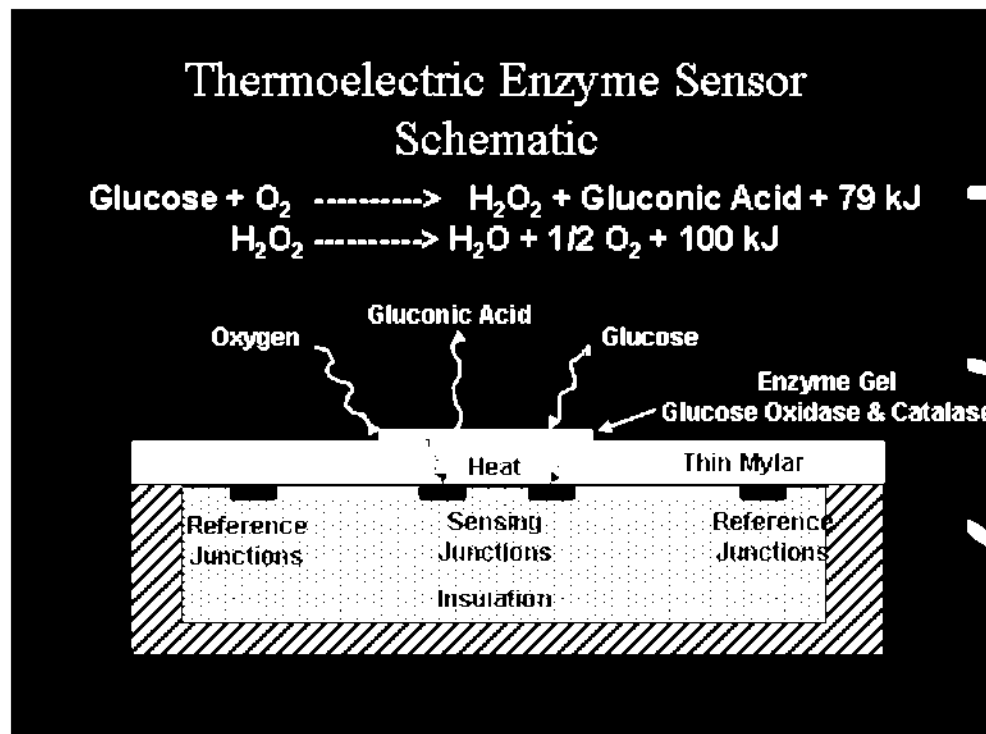 Thermoelectric Enzyme Sensor
Schematic
Glucose + O₂ ----------> H₂O₂ + Gluconic Acid + 79 kJ
H₂O₂ ----------> H₂O + 1/2 O₂ + 100 kJ
Gluconic Acid
Oxygen
Glucose
Enzyme Gel
Glucose Oxidase & Catalase
Heat
Thin Mylar
Reference Junctions
Sensing Junctions
Reference Junctions
Insulation